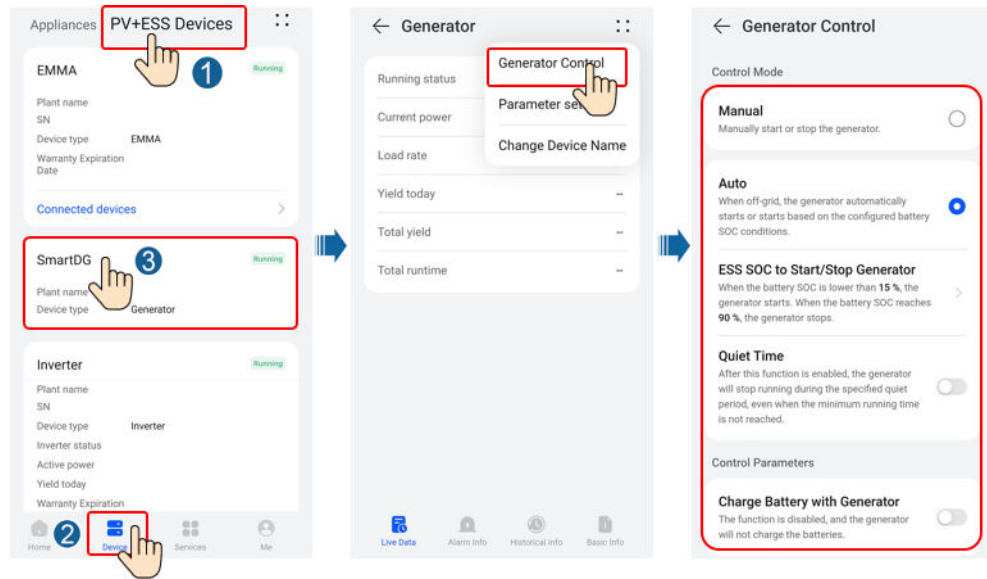 Appliances PV+ESS Devices
1
EMMA
Running
Plant name
SN
Device type EMMA
Warranty Expiration
Date
Connected devices
SmartDG
3
Running
Plant name
Device type Generator
Inverter
Running
Plant name
SN
Device type Inverter
Inverter status
Active power
Yield today
Warranty Expiration
2
Home
Device
Services
Me
Generator
Generator Control
Parameter set
Change Device Name
Running status
Current power
Load rate
Yield today --
Total yield --
Total runtime --
Live Data
Alarm Info
Historical Info
Basic Info
Generator Control
Control Mode
Manual
Manually start or stop the generator.
Auto
When off-grid, the generator automatically
starts or starts based on the configured battery
SOC conditions.
ESS SOC to Start/Stop Generator
When the battery SOC is lower than 15 %, the
generator starts. When the battery SOC reaches
90 %, the generator stops.
Quiet Time
After this function is enabled, the generator
will stop running during the specified quiet
period, even when the minimum running time
is not reached.
Control Parameters
Charge Battery with Generator
The function is disabled, and the generator
will not charge the batteries.